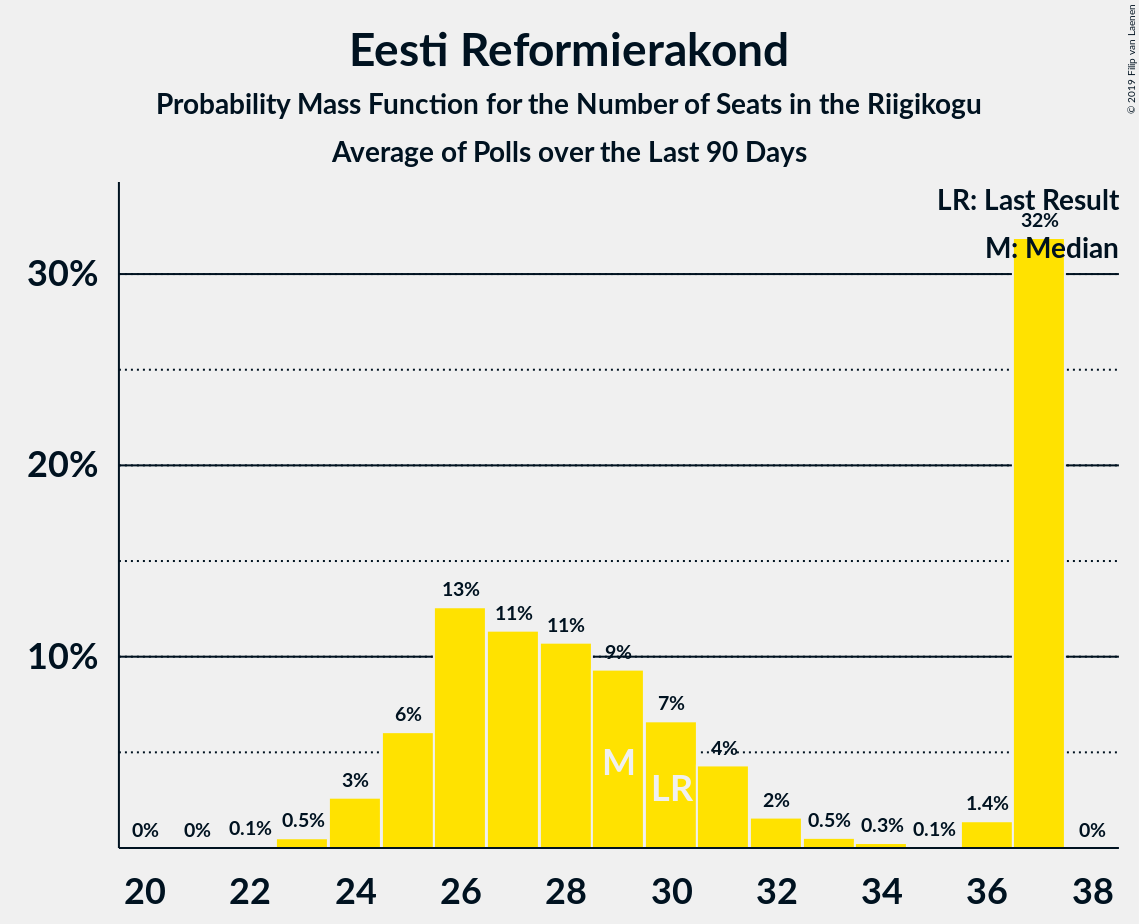 Eesti Reformierakond
Probability Mass Function for the Number of Seats in the Riigikogu
Average of Polls over the Last 90 Days
© 2019 Filip van Laenen
LR: Last Result
M: Median
30%
20%
10%
0% 0% 0.1% 0.5% 3% 6% 13% 11% 11% 9% 7% 4% 2% 0.5% 0.3% 0.1% 1.4% 32% 0%
M LR
20 22 24 26 28 30 32 34 36 38